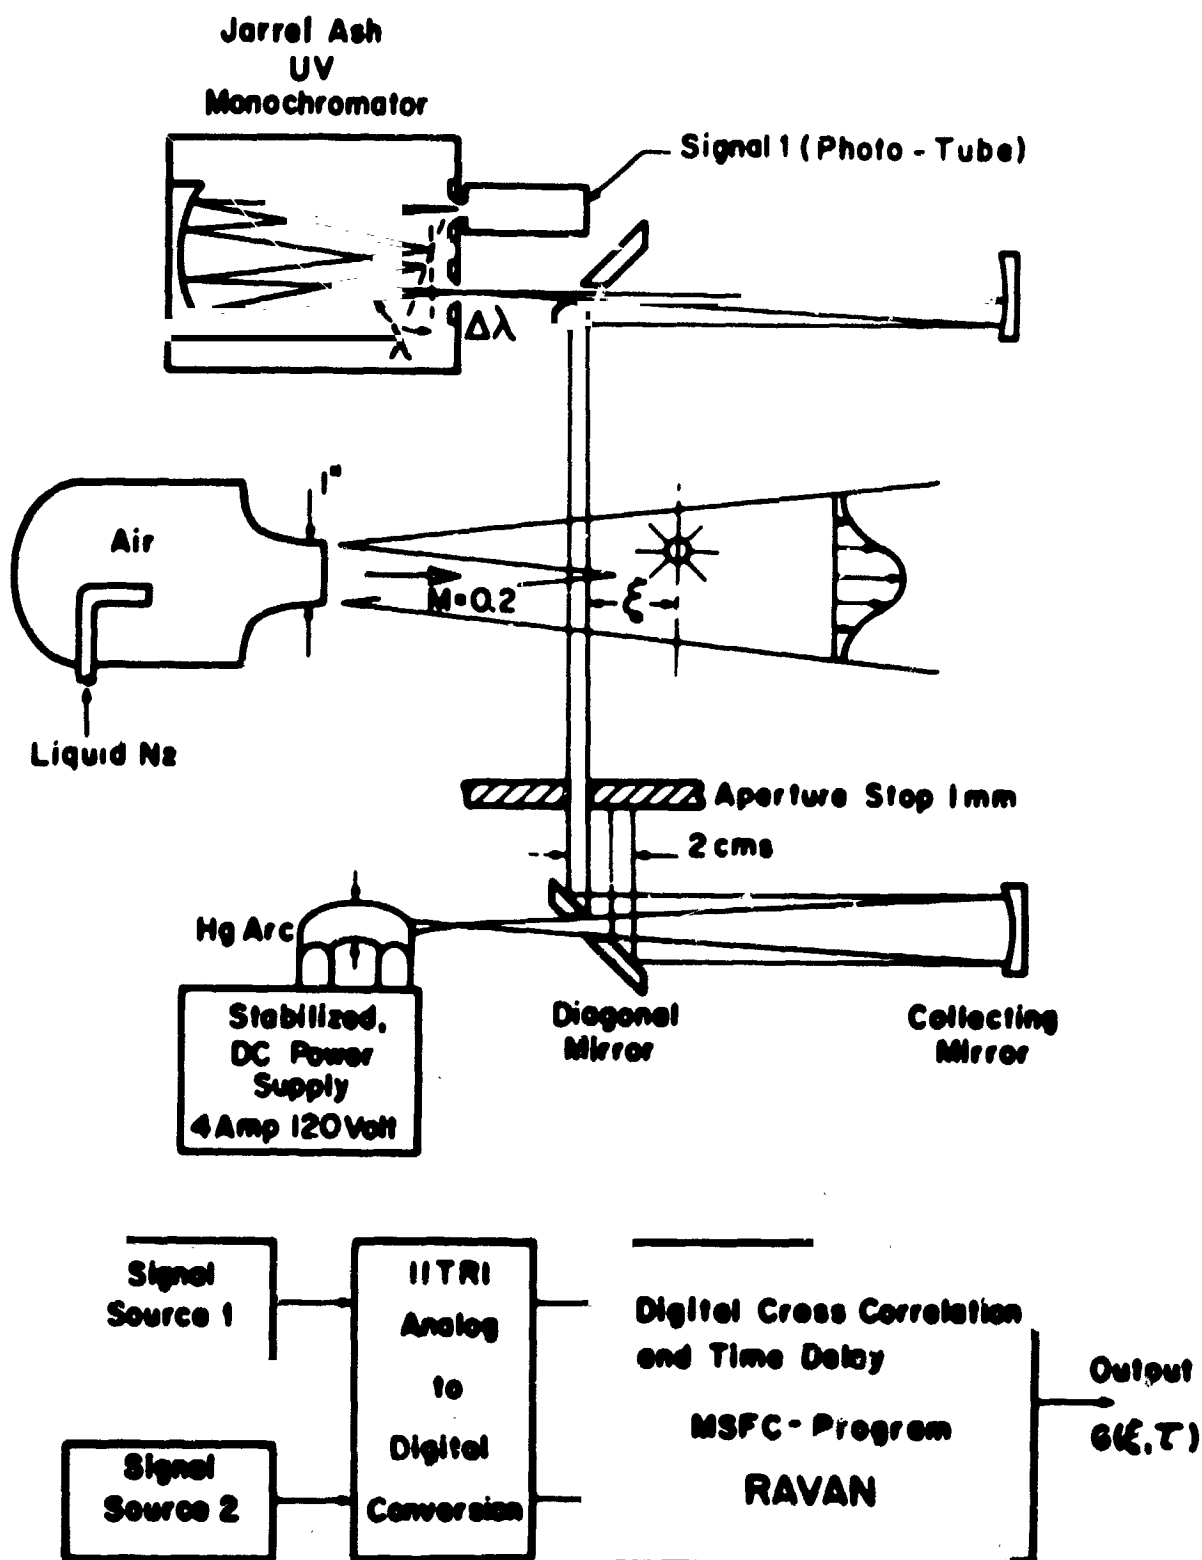 Jarrel Ash
UV
Monochromator
Signal 1 (Photo - Tube)
λ
Δλ
1"
Air
M=0.2
ξ
Liquid N2
Aperture Stop 1mm
2 cms
Hg Arc
Stabilized,
DC Power
Supply
4 Amp 120 Volt
Diagonal
Mirror
Collecting
Mirror
Signal
Source 1
IITRI
Analog
to
Digital
Conversion
Digital Cross Correlation
and Time Delay
MSFC - Program
RAVAN
Output
G(ξ,τ)
Signal
Source 2